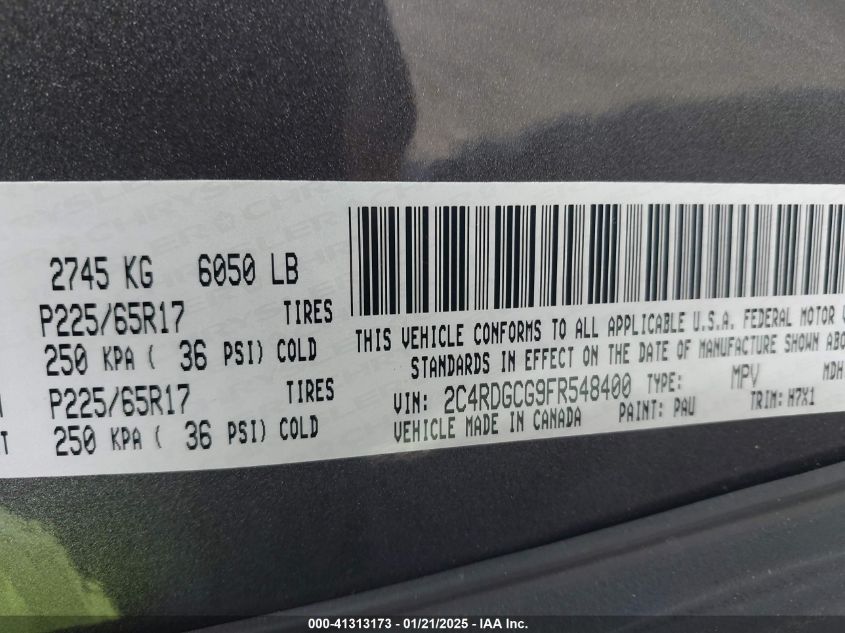 2745 KG 6050 LB
P225/65R17 TIRES
250 KPA ( 36 PSI) COLD
P225/65R17 TIRES
250 KPA ( 36 PSI) COLD
THIS VEHICLE CONFORMS TO ALL APPLICABLE U.S.A. FEDERAL MOTOR
STANDARDS IN EFFECT ON THE DATE OF MANUFACTURE SHOWN ABO
VIN: 2C4RDGCG9FR548400 TYPE: MPV MDH
VEHICLE MADE IN CANADA PAINT: PAU TRIM: H7X1
000-41313173 — 01/21/2025 — IAA Inc.